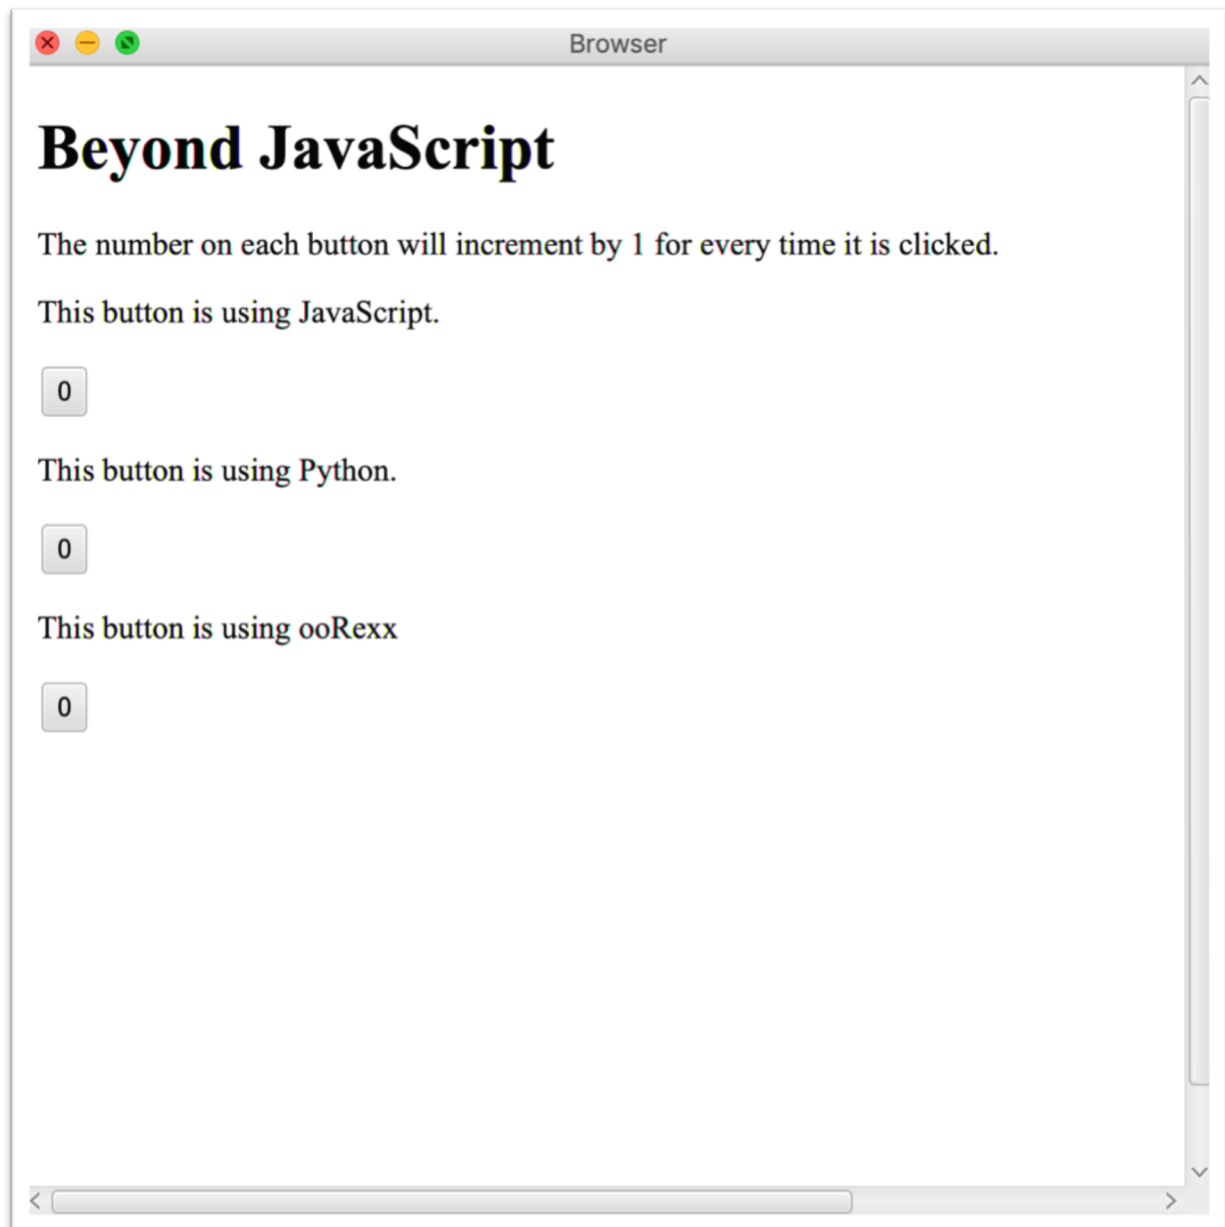 Browser
Beyond JavaScript
The number on each button will increment by 1 for every time it is clicked.
This button is using JavaScript.
0
This button is using Python.
0
This button is using ooRexx
0